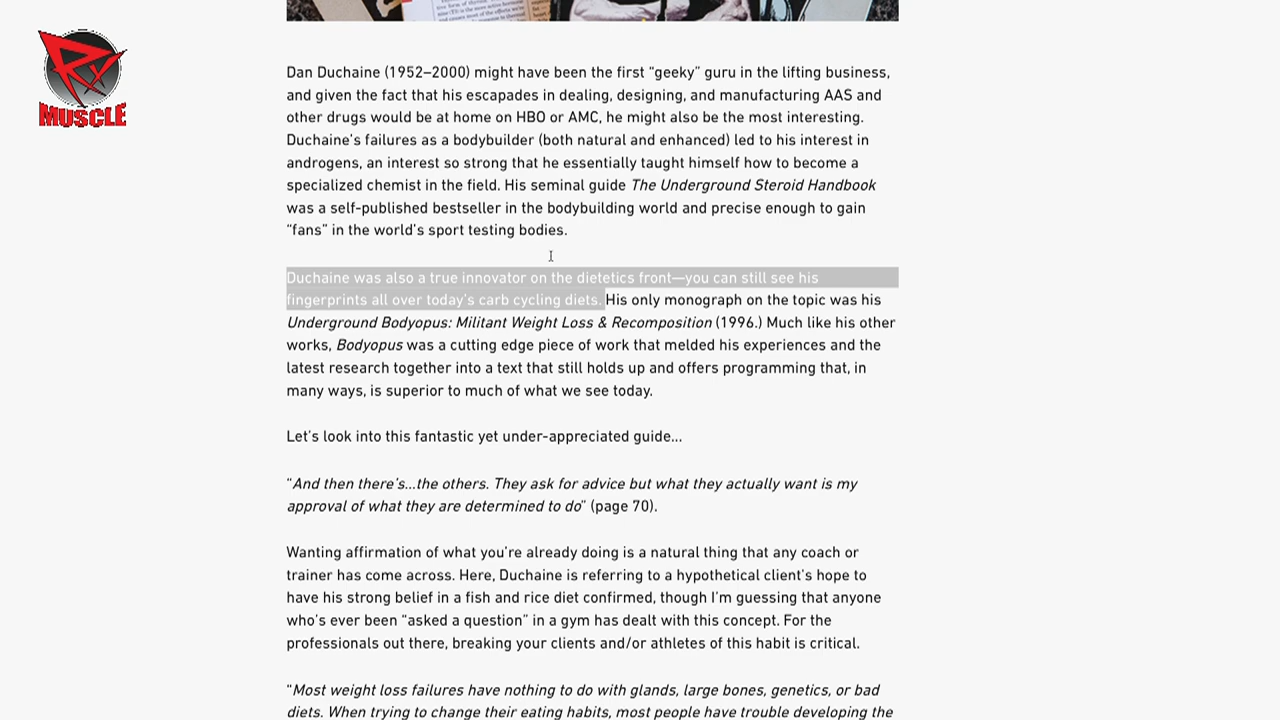 RX
MUSCLE
Dan Duchaine (1952–2000) might have been the first “geeky” guru in the lifting business,
and given the fact that his escapades in dealing, designing, and manufacturing AAS and
other drugs would be at home on HBO or AMC, he might also be the most interesting.
Duchaine's failures as a bodybuilder (both natural and enhanced) led to his interest in
androgens, an interest so strong that he essentially taught himself how to become a
specialized chemist in the field. His seminal guide The Underground Steroid Handbook
was a self-published bestseller in the bodybuilding world and precise enough to gain
“fans” in the world's sport testing bodies.
Duchaine was also a true innovator on the dietetics front—you can still see his
fingerprints all over today's carb cycling diets. His only monograph on the topic was his
Underground Bodyopus: Militant Weight Loss & Recomposition (1996.) Much like his other
works, Bodyopus was a cutting edge piece of work that melded his experiences and the
latest research together into a text that still holds up and offers programming that, in
many ways, is superior to much of what we see today.
Let's look into this fantastic yet under-appreciated guide...
“And then there's...the others. They ask for advice but what they actually want is my
approval of what they are determined to do” (page 70).
Wanting affirmation of what you're already doing is a natural thing that any coach or
trainer has come across. Here, Duchaine is referring to a hypothetical client's hope to
have his strong belief in a fish and rice diet confirmed, though I'm guessing that anyone
who's ever been “asked a question” in a gym has dealt with this concept. For the
professionals out there, breaking your clients and/or athletes of this habit is critical.
“Most weight loss failures have nothing to do with glands, large bones, genetics, or bad
diets. When trying to change their eating habits, most people have trouble developing the